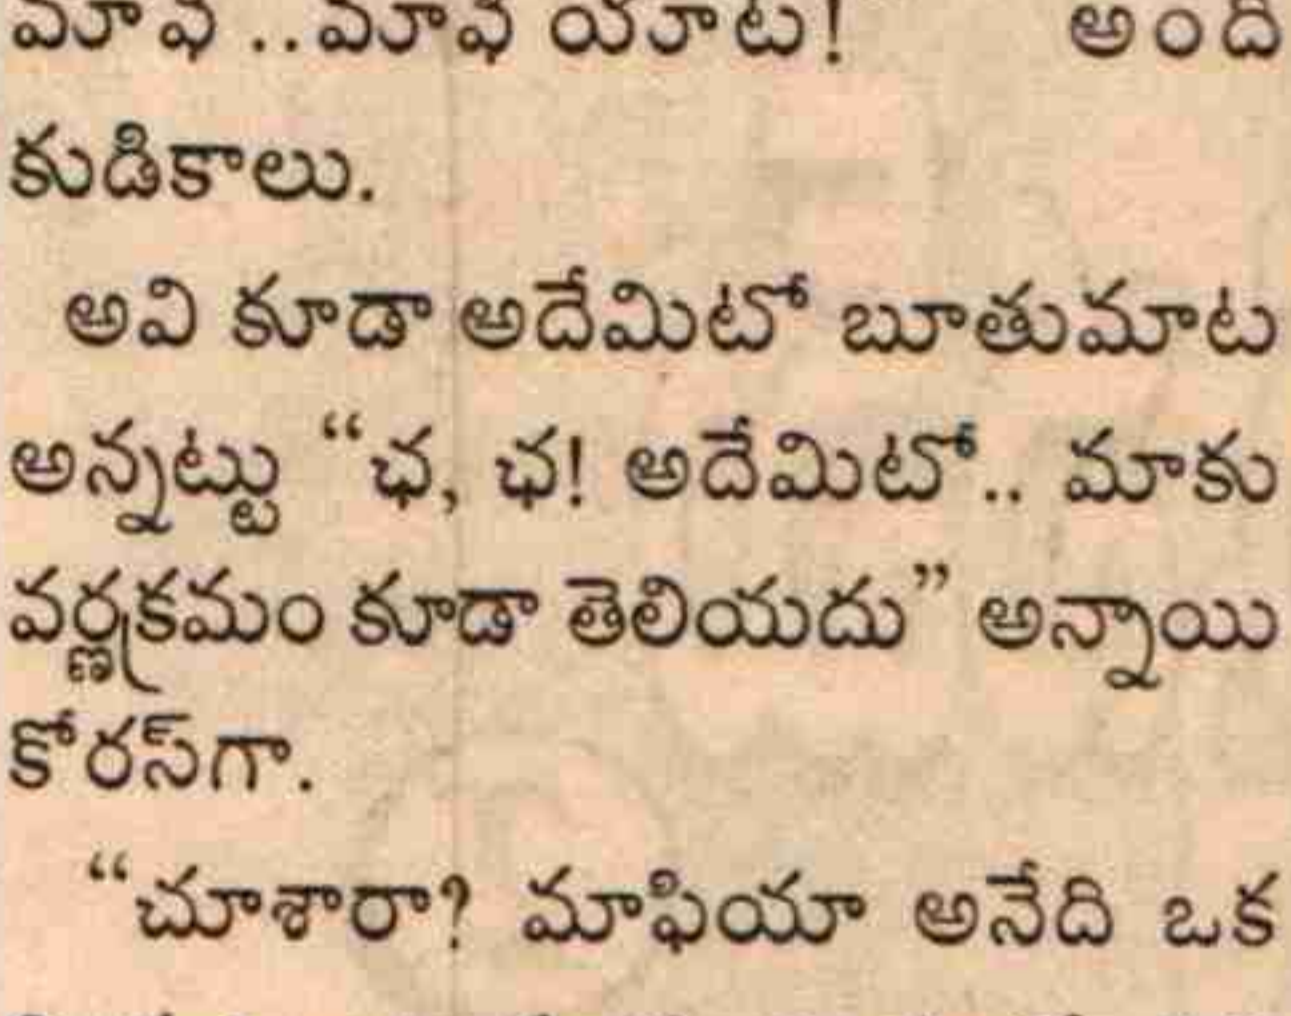 మాఫి ..మాఫి యాట! అంది
కుడికాలు.
అవి కూడా అదేమిటో బూతుమాట
అన్నట్టు “ఛ, ఛ! అదేమిటో.. మాకు
వర్ణక్రమం కూడా తెలియదు” అన్నాయి
కోరస్‌గా.
“చూశారా? మాఫియా అనేది ఒక